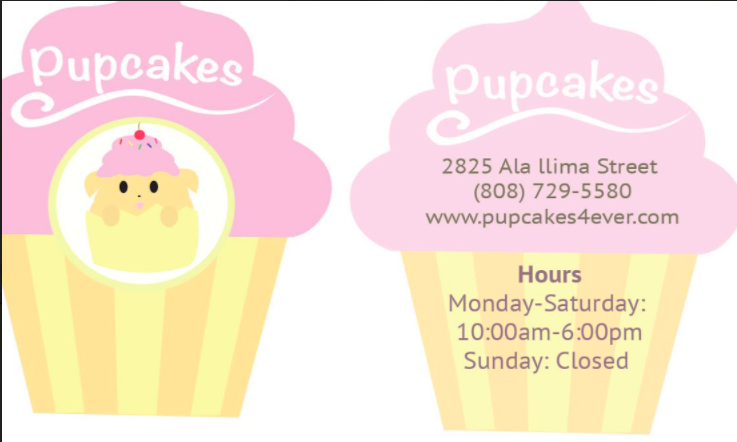 Pupcakes
Pupcakes
2825 Ala Ilima Street
(808) 729-5580
www.pupcakes4ever.com
Hours
Monday-Saturday:
10:00am-6:00pm
Sunday: Closed